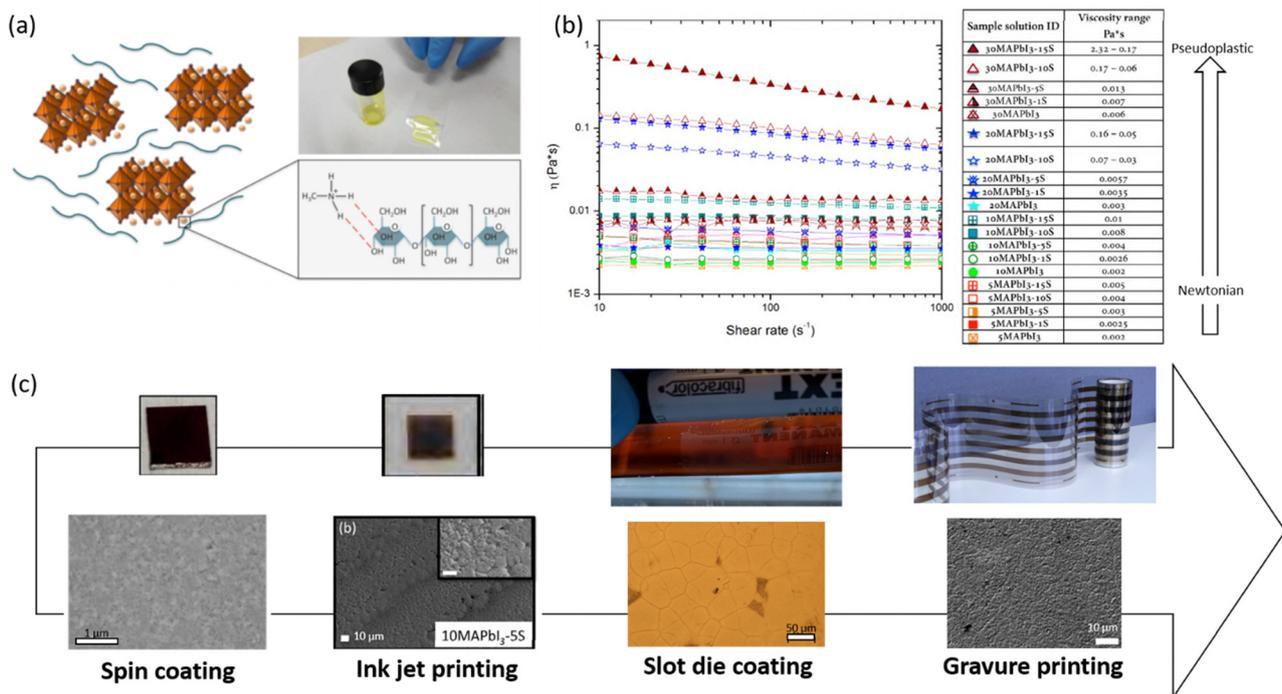 (a)
H
H
H₃C
N⁺
H
H
CH₂OH
CH₂OH
CH₂OH
OH
OH
OH
OH
O
O
OH
OH
OH
OH
(b)
η (Pa*s)
1
0.1
0.01
1E-3
10
100
1000
Shear rate (s⁻¹)
Sample solution ID Viscosity range Pa*s
30MAPbI3-15S 2.32 – 0.17
30MAPbI3-10S 0.17 – 0.06
30MAPbI3-5S 0.013
30MAPbI3-1S 0.007
30MAPbI3 0.006
20MAPbI3-15S 0.16 – 0.05
20MAPbI3-10S 0.07 – 0.03
20MAPbI3-5S 0.0057
20MAPbI3-1S 0.0035
20MAPbI3 0.003
10MAPbI3-15S 0.01
10MAPbI3-10S 0.008
10MAPbI3-5S 0.004
10MAPbI3-1S 0.0026
10MAPbI3 0.002
5MAPbI3-15S 0.005
5MAPbI3-10S 0.004
5MAPbI3-5S 0.003
5MAPbI3-1S 0.0025
5MAPbI3 0.002
Pseudoplastic
Newtonian
(c)
fibracolor
EXT
1 μm
(b)
10 μm
10MAPbI₃-5S
50 μm
10 μm
Spin coating
Ink jet printing
Slot die coating
Gravure printing